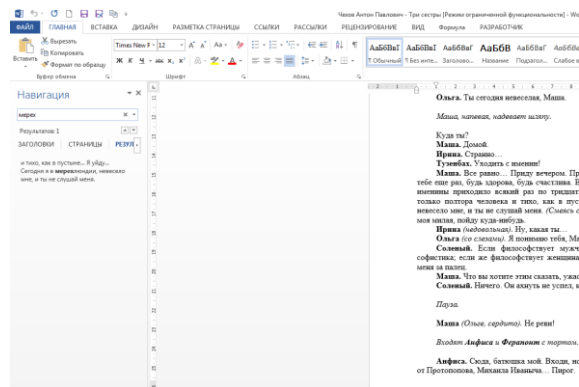 Чехов Антон Павлович - Три сестры [Режим ограниченной функциональности] - Wo
ФАЙЛ ГЛАВНАЯ ВСТАВКА ДИЗАЙН РАЗМЕТКА СТРАНИЦЫ ССЫЛКИ РАССЫЛКИ РЕЦЕНЗИРОВАНИЕ ВИД Формула РАЗРАБОТЧИК
Вставить
Вырезать
Копировать
Формат по образцу
Буфер обмена
Times New F 12
Ж К Ч
Шрифт
Абзац
АаБбВвГ АаБбВвГ АаБбВв АаБбВ АаБбВвГ АаБбВвГ
¶ Обычный ¶ Без инте... Заголово... Название Подзагол... Слабое в
Навигация
мерех
Результатов: 1
ЗАГОЛОВКИ СТРАНИЦЫ РЕЗУЛ
и тихо, как в пустыне... Я уйду...
Сегодня я в мерехлюндии, невесело
мне, и ты не слушай меня.
Ольга. Ты сегодня невеселая, Маша.
Маша, напевая, надевает шляпу.
Куда ты?
Маша. Домой.
Ирина. Странно…
Тузенбах. Уходить с именин!
Маша. Все равно… Приду вечером. Пр
тебе еще раз, будь здорова, будь счастлива. В
именины приходило всякий раз по тридцат
только полтора человека и тихо, как в пус
невесело мне, и ты не слушай меня. (Смеясь с
моя милая, пойду куда-нибудь.
Ирина (недовольная). Ну, какая ты…
Ольга (со слезами). Я понимаю тебя, Ма
Соленый. Если философствует мужч
софистика; если же философствует женщина
меня за палец.
Маша. Что вы хотите этим сказать, ужас
Соленый. Ничего. Он ахнуть не успел, к
Пауза.
Маша (Ольге, сердито). Не реви!
Входят Анфиса и Ферапонт с тортом.
Анфиса. Сюда, батюшка мой. Входи, но
от Протопопова, Михаила Иваныча… Пирог.